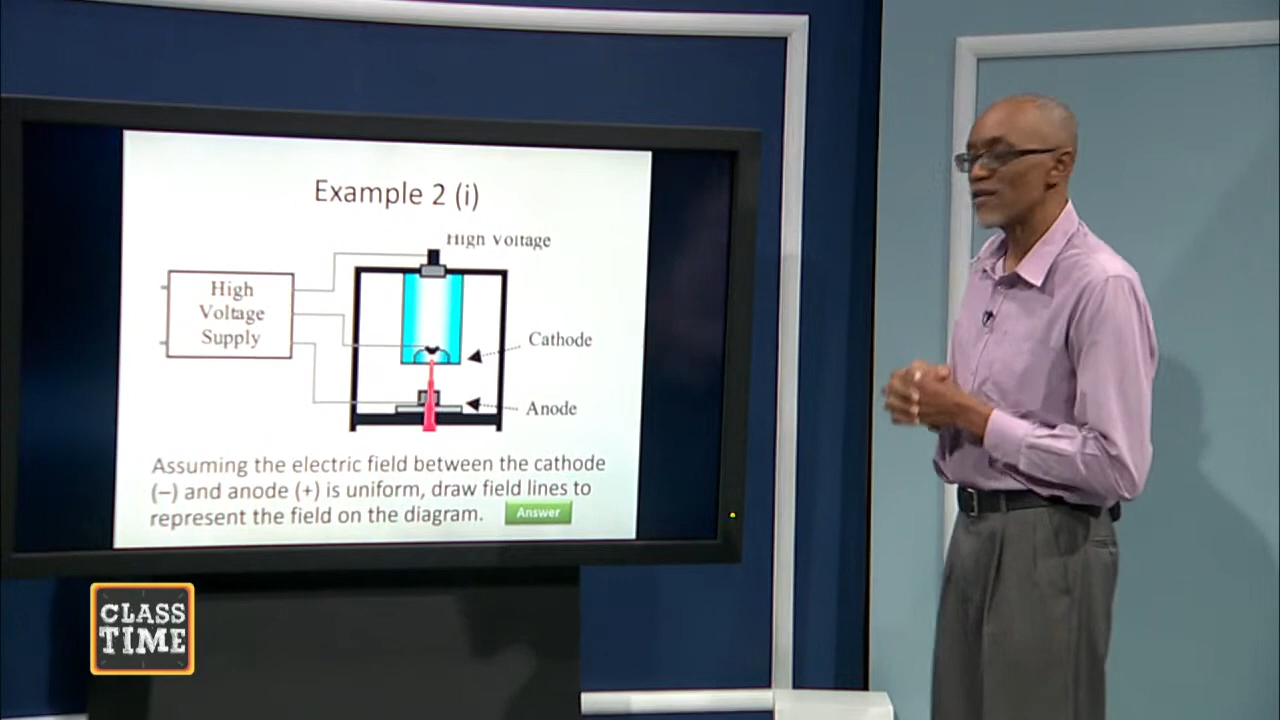 Example 2 (i)
High Voltage
High
Voltage
Supply
Cathode
Anode
Assuming the electric field between the cathode
(–) and anode (+) is uniform, draw field lines to
represent the field on the diagram.
Answer
CLASS
TIME